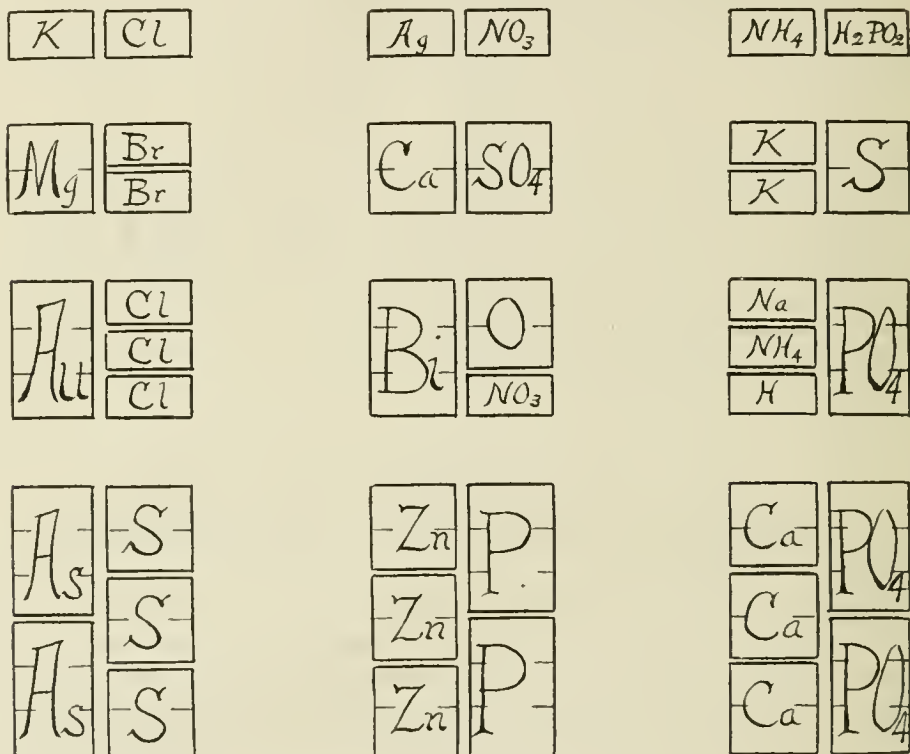 K Cl Ag NO₃ NH₄ H₂PO₂
Mg Br Br Ca SO₄ K K S
Au Cl Cl Cl Bi O NO₃ Na NH₄ H PO₄
As As S S S Zn Zn Zn P P Ca Ca Ca PO₄ PO₄